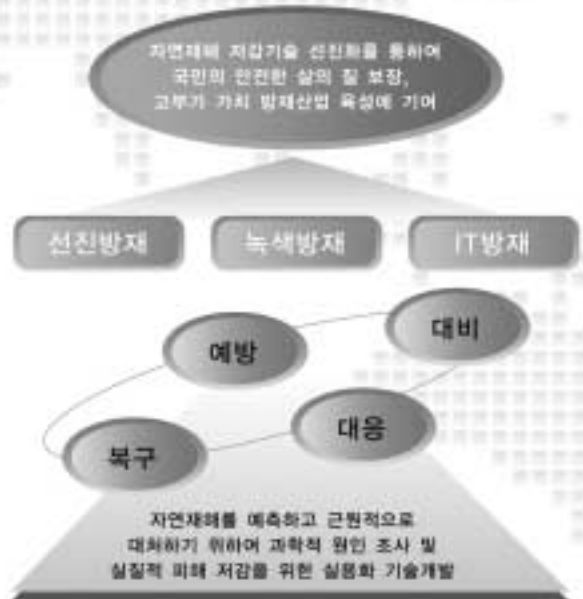 자연재해 저감기술 선진화를 통하여
국민의 안전한 삶의 질 보장,
고부가 가치 방재산업 육성에 기여
선진방재
녹색방재
IT방재
예방
대비
복구
대응
자연재해를 예측하고 근원적으로
대처하기 위하여 과학적 원인 조사 및
실질적 피해 저감을 위한 실용화 기술개발